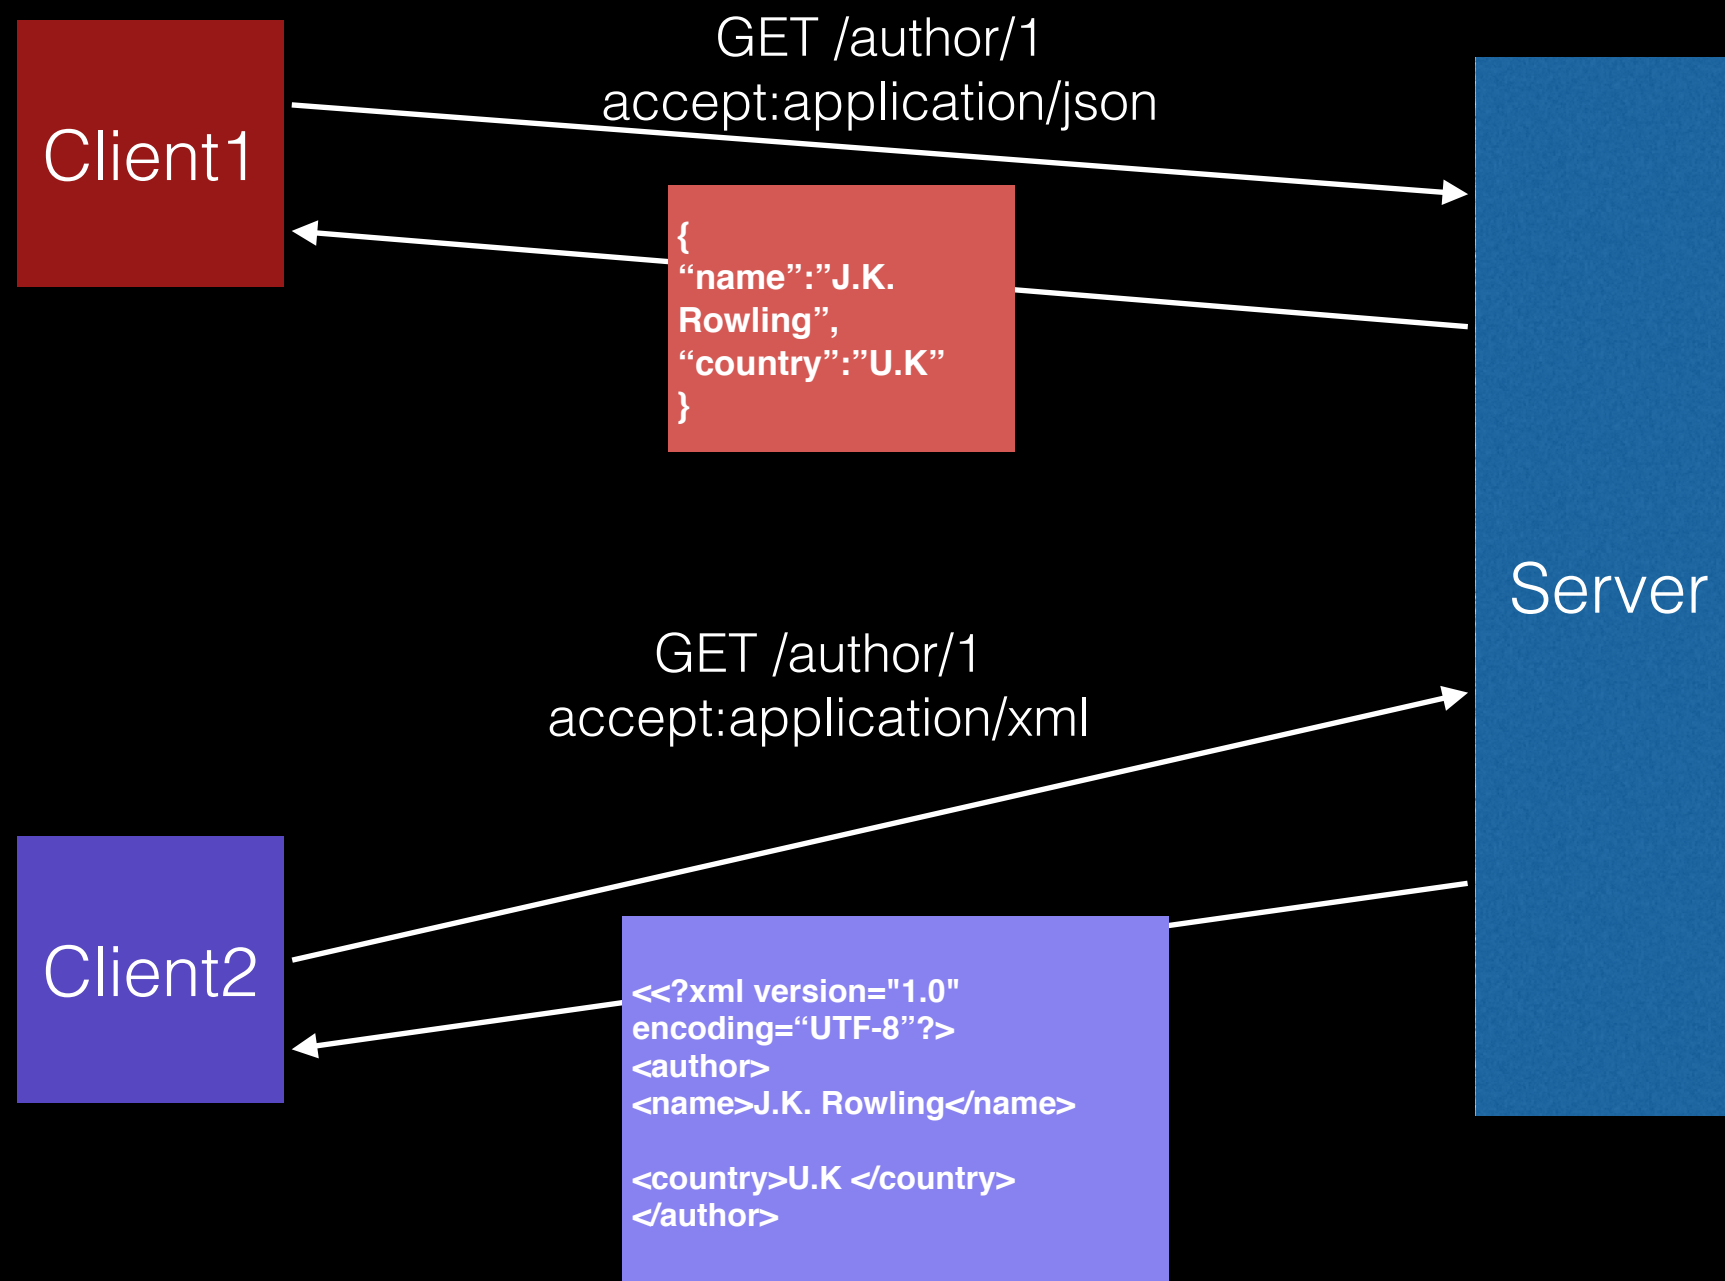 GET /author/1
accept:application/json
Client1
{
“name”:”J.K.
Rowling”,
“country”:”U.K”
}
Server
GET /author/1
accept:application/xml
Client2
<<?xml version="1.0"
encoding=“UTF-8”?>
<author>
<name>J.K. Rowling</name>
<country>U.K </country>
</author>